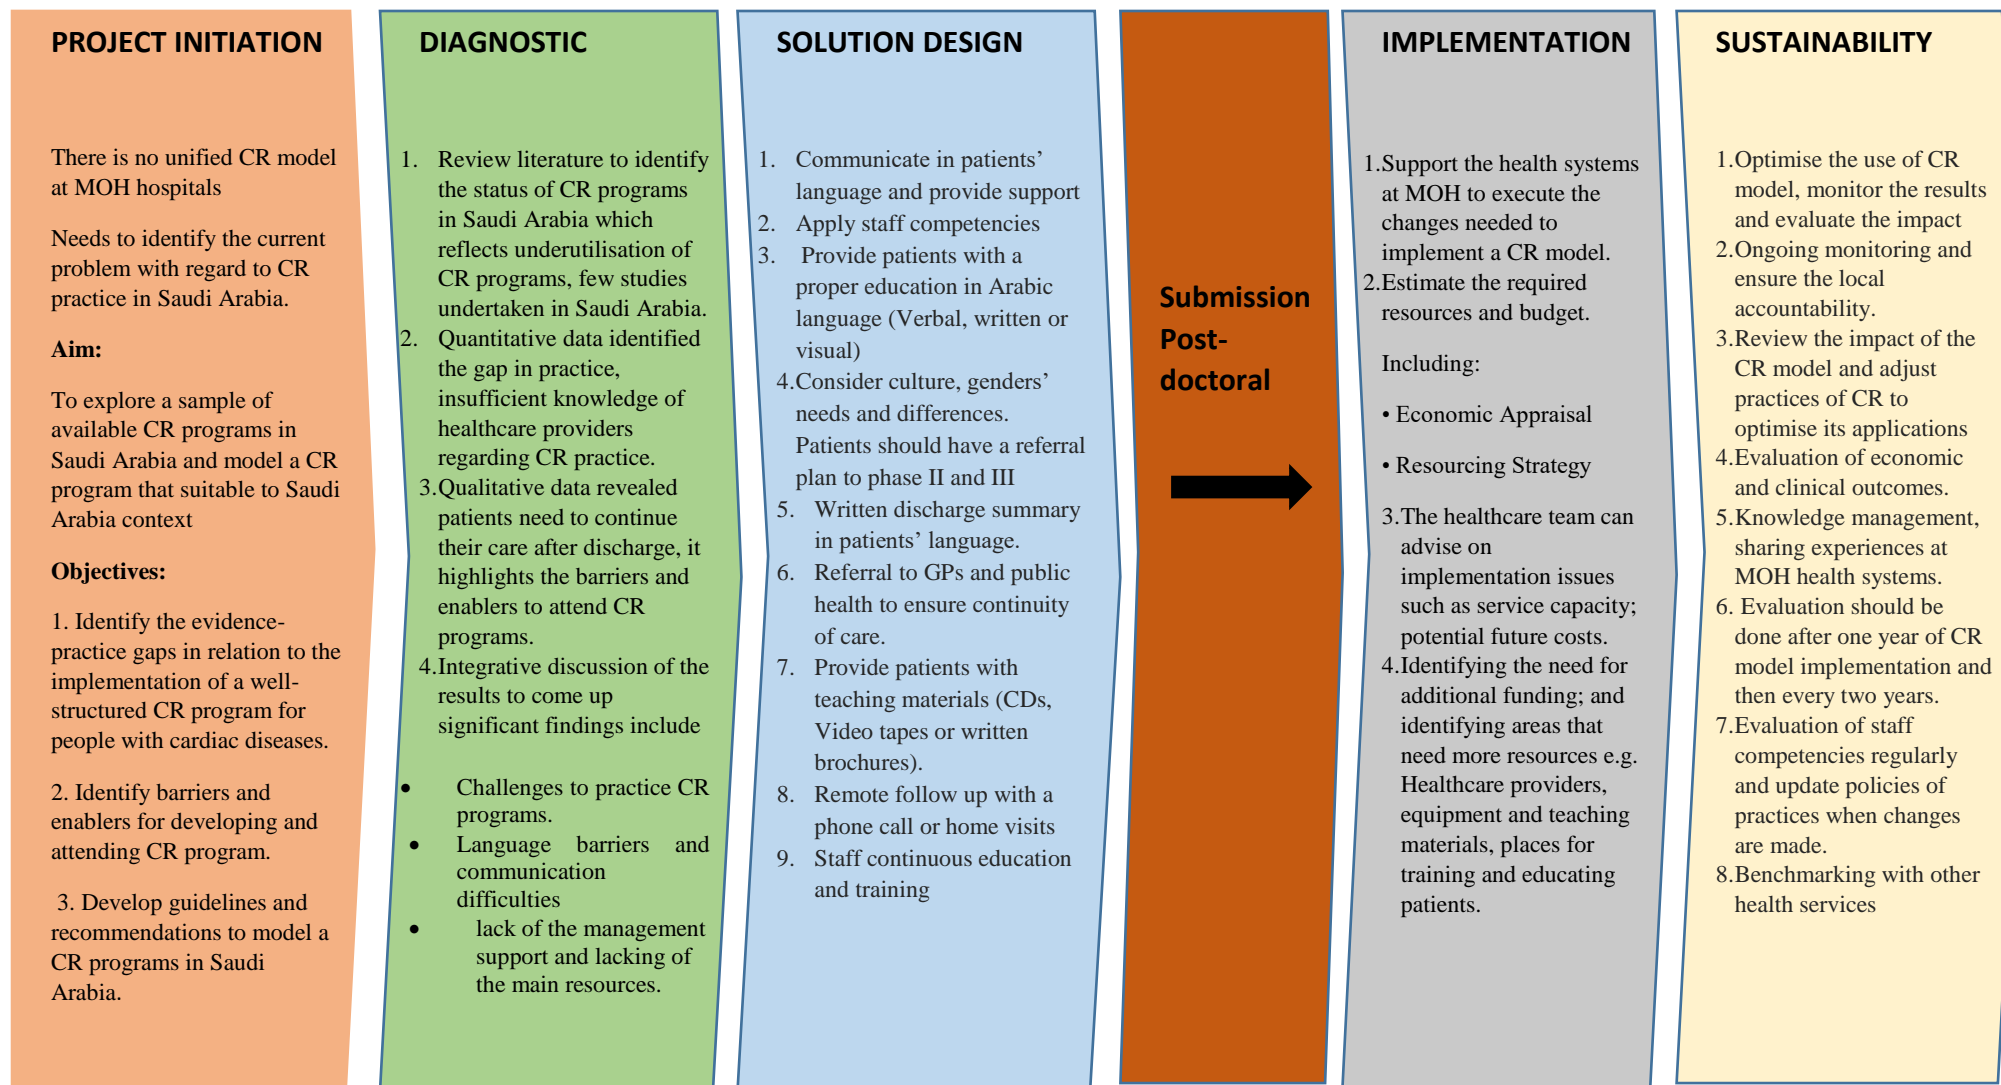 PROJECT INITIATION
There is no unified CR model
at MOH hospitals
Needs to identify the current
problem with regard to CR
practice in Saudi Arabia.
Aim:
To explore a sample of
available CR programs in
Saudi Arabia and model a CR
program that suitable to Saudi
Arabia context
Objectives:
1. Identify the evidence-
practice gaps in relation to the
implementation of a well-
structured CR program for
people with cardiac diseases.
2. Identify barriers and
enablers for developing and
attending CR program.
3. Develop guidelines and
recommendations to model a
CR programs in Saudi
Arabia.
DIAGNOSTIC
1. Review literature to identify
the status of CR programs
in Saudi Arabia which
reflects underutilisation of
CR programs, few studies
undertaken in Saudi Arabia.
2. Quantitative data identified
the gap in practice,
insufficient knowledge of
healthcare providers
regarding CR practice.
3.Qualitative data revealed
patients need to continue
their care after discharge, it
highlights the barriers and
enablers to attend CR
programs.
4.Integrative discussion of the
results to come up
significant findings include
• Challenges to practice CR
programs.
• Language barriers and
communication
difficulties
• lack of the management
support and lacking of
the main resources.
SOLUTION DESIGN
1. Communicate in patients’
language and provide support
2. Apply staff competencies
3. Provide patients with a
proper education in Arabic
language (Verbal, written or
visual)
4.Consider culture, genders’
needs and differences.
Patients should have a referral
plan to phase II and III
5. Written discharge summary
in patients’ language.
6. Referral to GPs and public
health to ensure continuity
of care.
7. Provide patients with
teaching materials (CDs,
Video tapes or written
brochures).
8. Remote follow up with a
phone call or home visits
9. Staff continuous education
and training
Submission
Post-
doctoral
IMPLEMENTATION
1.Support the health systems
at MOH to execute the
changes needed to
implement a CR model.
2.Estimate the required
resources and budget.
Including:
• Economic Appraisal
• Resourcing Strategy
3.The healthcare team can
advise on
implementation issues
such as service capacity;
potential future costs.
4.Identifying the need for
additional funding; and
identifying areas that
need more resources e.g.
Healthcare providers,
equipment and teaching
materials, places for
training and educating
patients.
SUSTAINABILITY
1.Optimise the use of CR
model, monitor the results
and evaluate the impact
2.Ongoing monitoring and
ensure the local
accountability.
3.Review the impact of the
CR model and adjust
practices of CR to
optimise its applications
4.Evaluation of economic
and clinical outcomes.
5.Knowledge management,
sharing experiences at
MOH health systems.
6. Evaluation should be
done after one year of CR
model implementation and
then every two years.
7.Evaluation of staff
competencies regularly
and update policies of
practices when changes
are made.
8.Benchmarking with other
health services